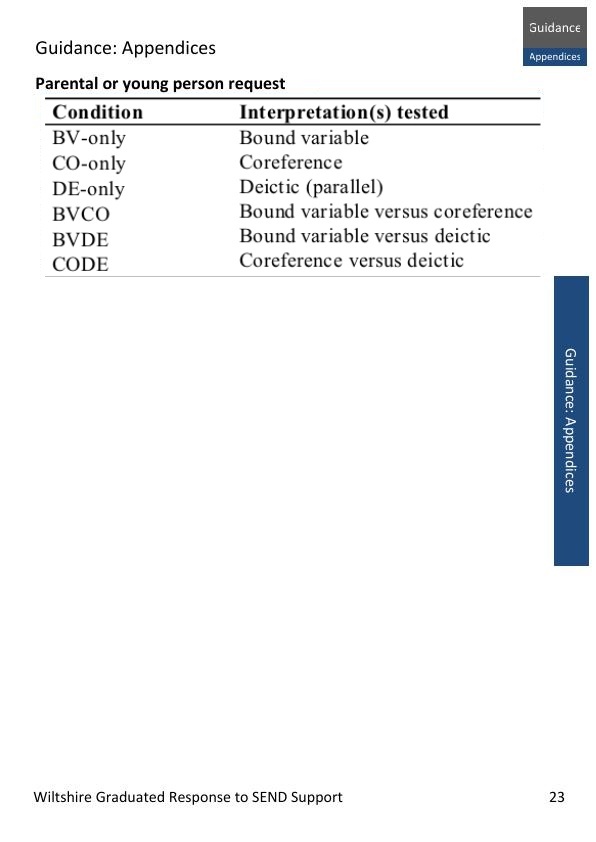 Guidance: Appendices
Guidance
Appendices
Parental or young person request
Condition Interpretation(s) tested
BV-only Bound variable
CO-only Coreference
DE-only Deictic (parallel)
BVCO Bound variable versus coreference
BVDE Bound variable versus deictic
CODE Coreference versus deictic
Guidance: Appendices
Wiltshire Graduated Response to SEND Support 23